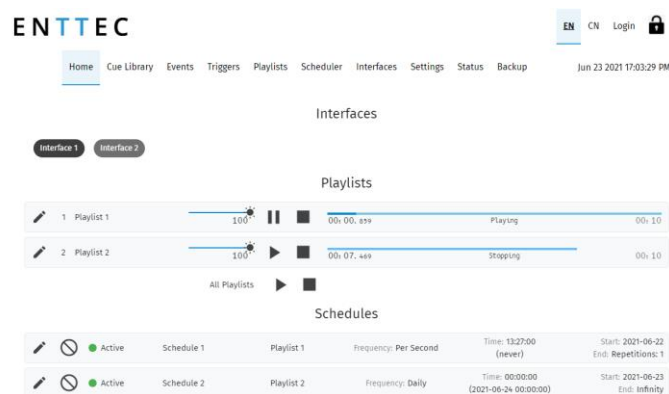 ENTTEC
EN CN Login
Home Cue Library Events Triggers Playlists Scheduler Interfaces Settings Status Backup Jun 23 2021 17:03:29 PM
Interfaces
Interface 1 Interface 2
Playlists
1 Playlist 1 100 00:00.859 Playing 00:10
2 Playlist 2 100 00:07.469 Stopping 00:10
All Playlists
Schedules
Active Schedule 1 Playlist 1 Frequency: Per Second Time: 13:27:00 (never) Start: 2021-06-22 End: Repetitions: 1
Active Schedule 2 Playlist 2 Frequency: Daily Time: 00:00:00 (2021-06-24 00:00:00) Start: 2021-06-23 End: Infinity